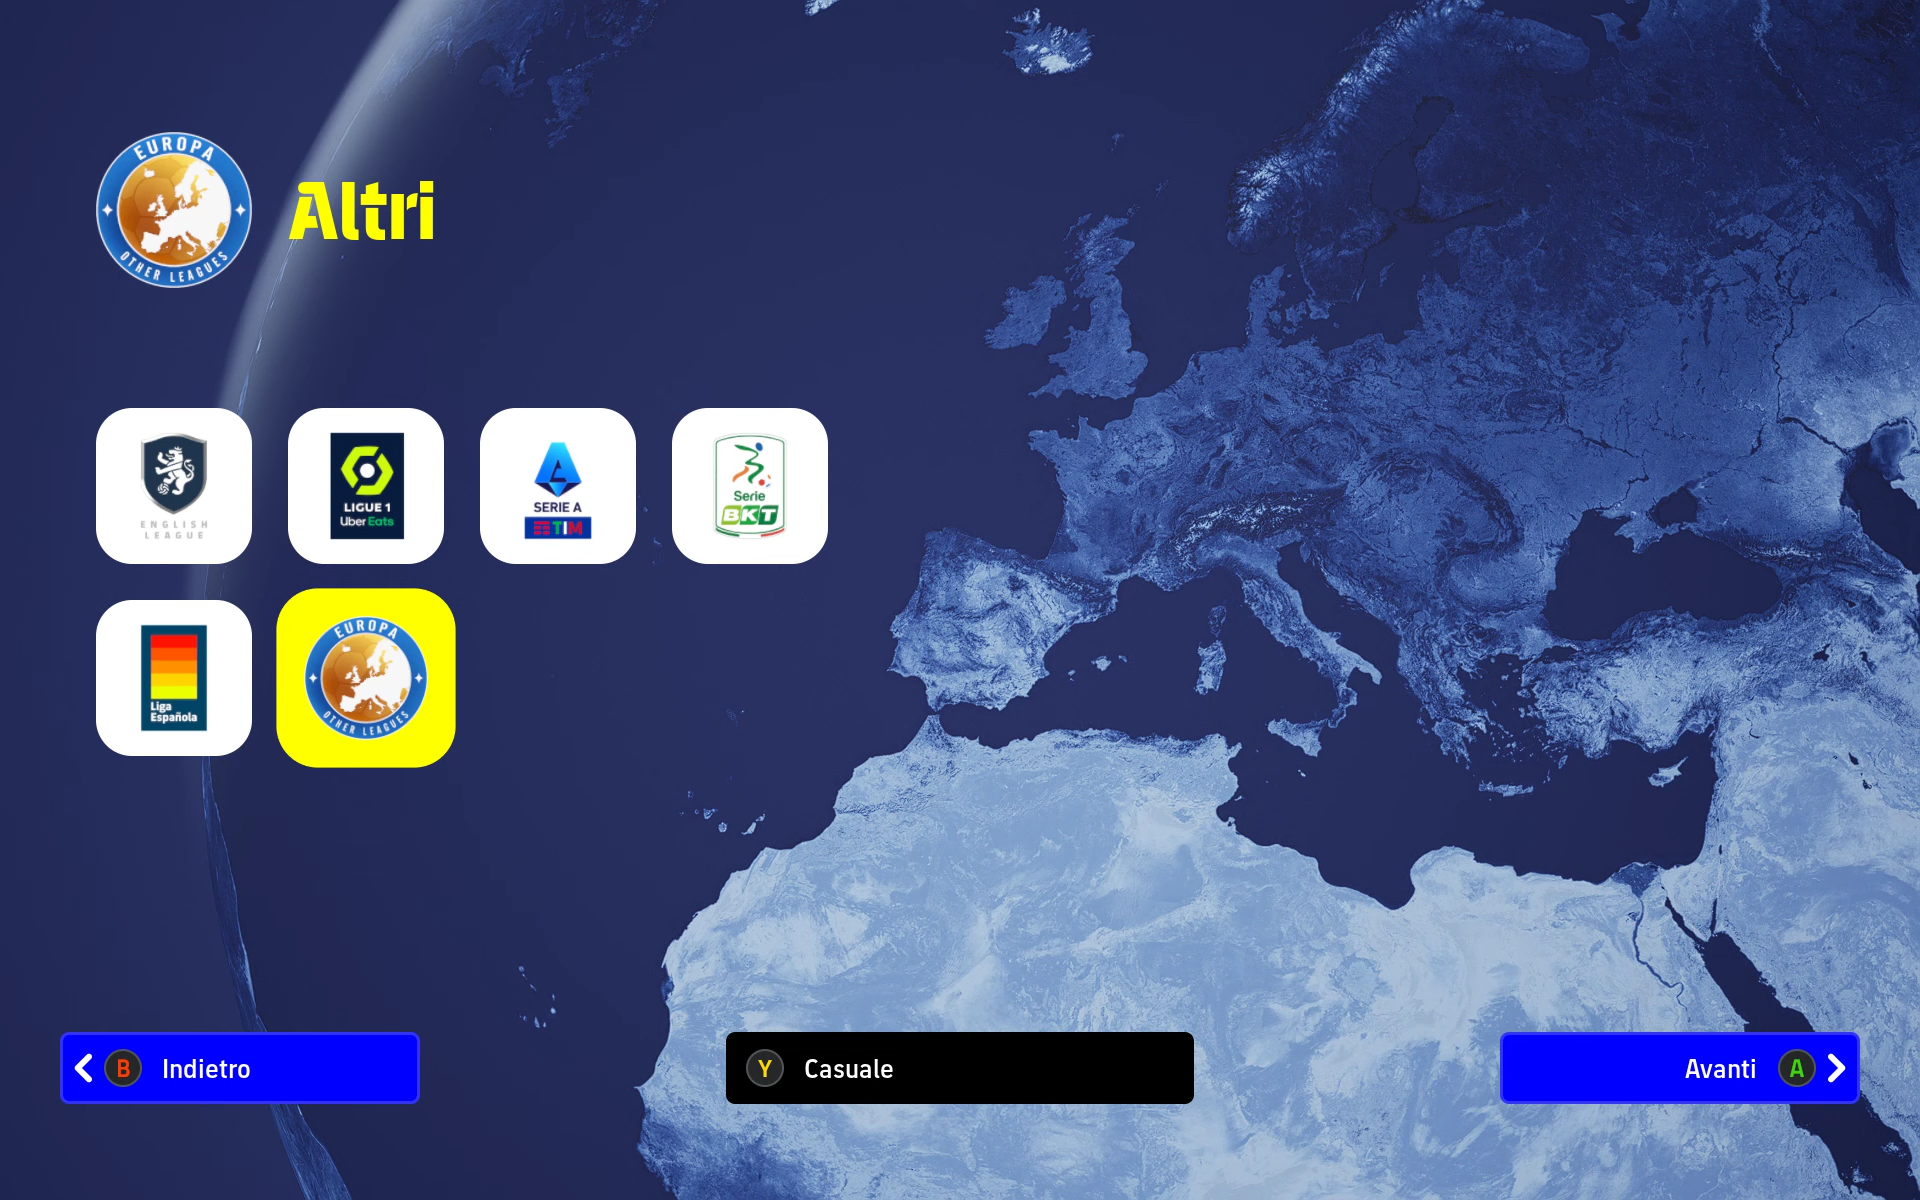 EUROPA
OTHER LEAGUES
Altri
ENGLISH
LEAGUE
LIGUE 1
Uber Eats
SERIE A
TIM
Serie
BKT
Liga
Española
EUROPA
OTHER LEAGUES
B Indietro
Y Casuale
Avanti A